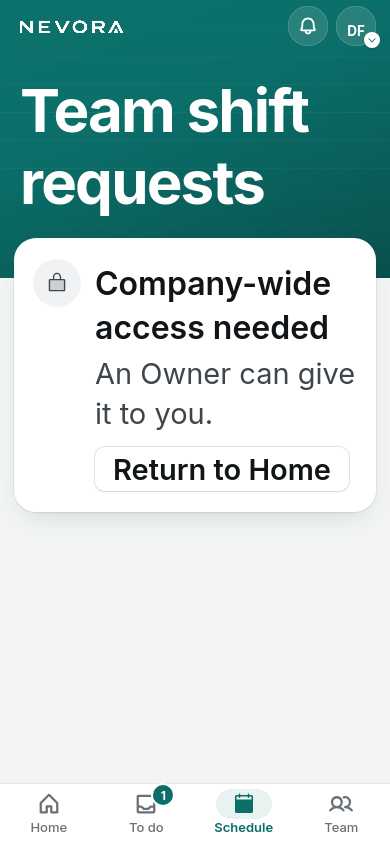 NEVORA
DF
Team shift
requests
Company-wide
access needed
An Owner can give
it to you.
Return to Home
1
Home
To do
Schedule
Team